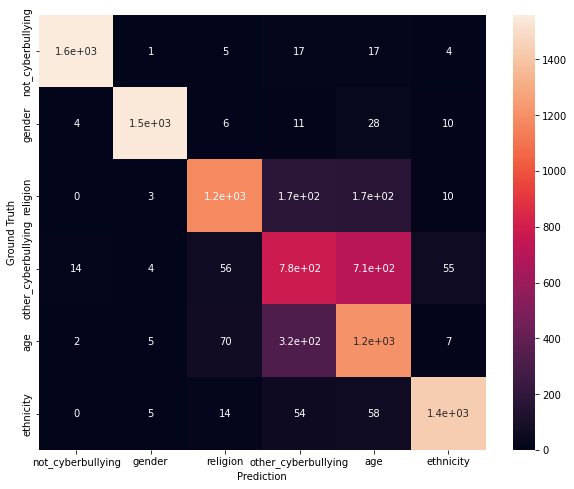 Ground Truth
not_cyberbullying 1.6e+03 1 5 17 17 4
gender 4 1.5e+03 6 11 28 10
religion 0 3 1.2e+03 1.7e+02 1.7e+02 10
other_cyberbullying 14 4 56 7.8e+02 7.1e+02 55
age 2 5 70 3.2e+02 1.2e+03 7
ethnicity 0 5 14 54 58 1.4e+03
not_cyberbullying gender religion other_cyberbullying age ethnicity
Prediction
1400
1200
1000
800
600
400
200
0